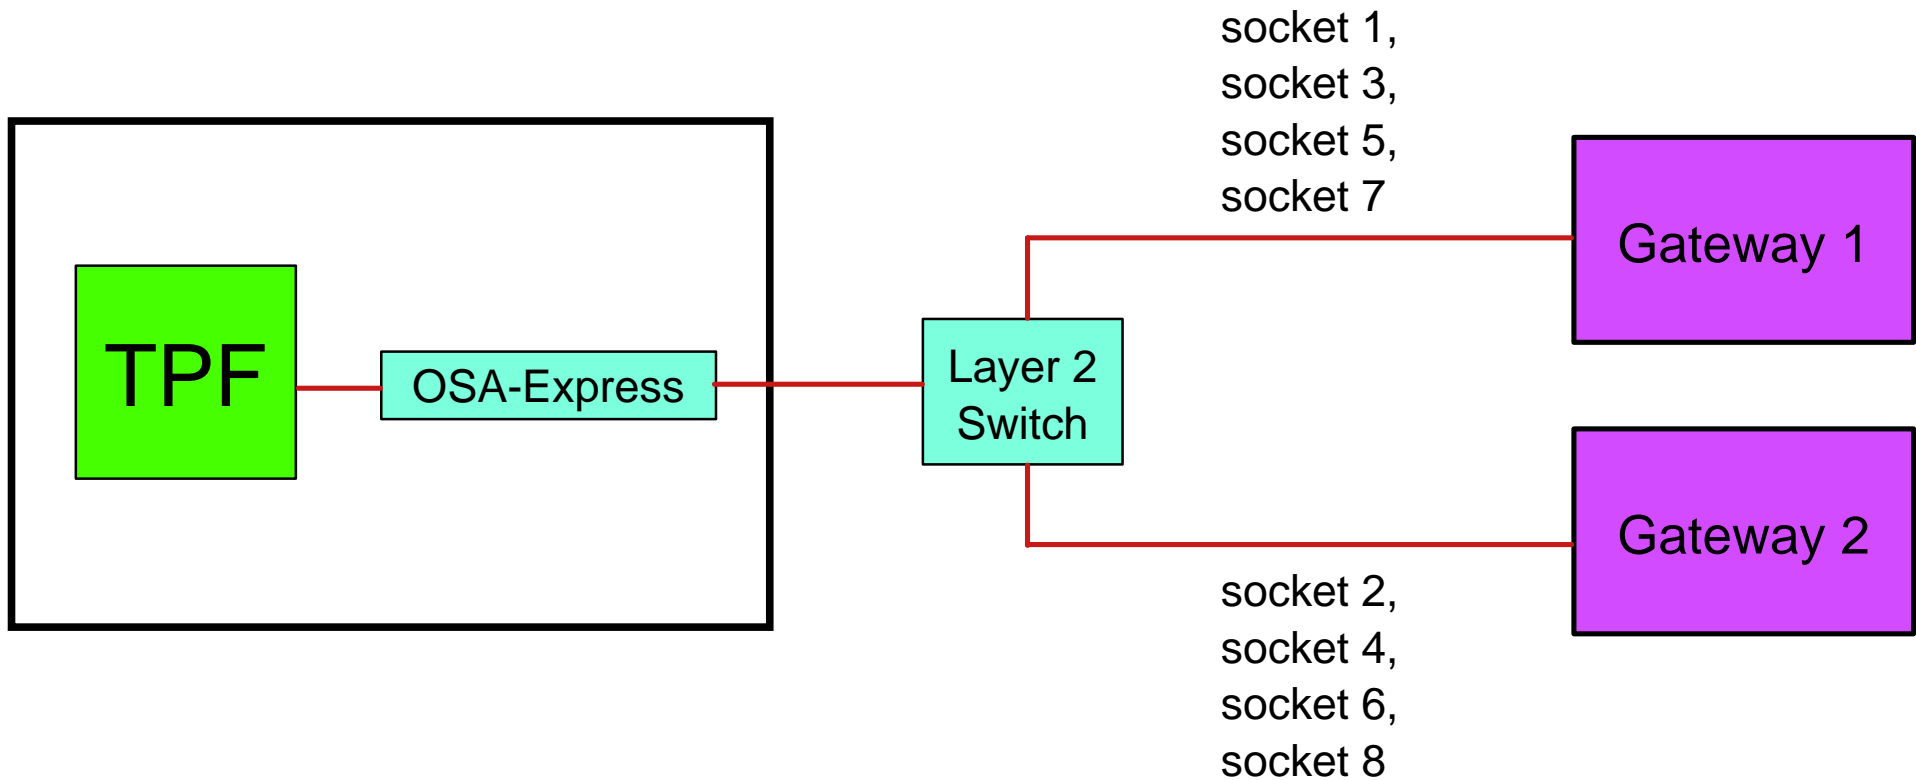 socket 1,
socket 3,
socket 5,
socket 7
Gateway 1
TPF
OSA-Express
Layer 2
Switch
Gateway 2
socket 2,
socket 4,
socket 6,
socket 8